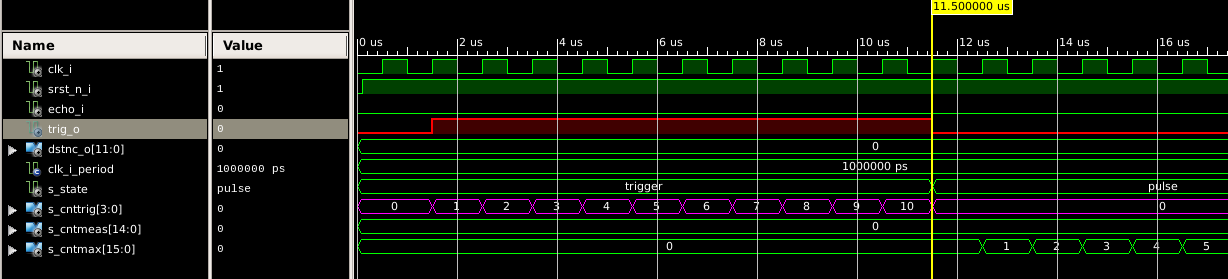 11.500000 us
Name Value 0 us 2 us 4 us 6 us 8 us 10 us 12 us 14 us 16 us
clk_i 1
srst_n_i 1
echo_i 0
trig_o 0
dstnc_o[11:0] 0 0
clk_i_period 1000000 ps 1000000 ps
s_state pulse trigger pulse
s_cnttrig[3:0] 0 0 1 2 3 4 5 6 7 8 9 10 0
s_cntmeas[14:0] 0 0
s_cntmax[15:0] 0 0 1 2 3 4 5